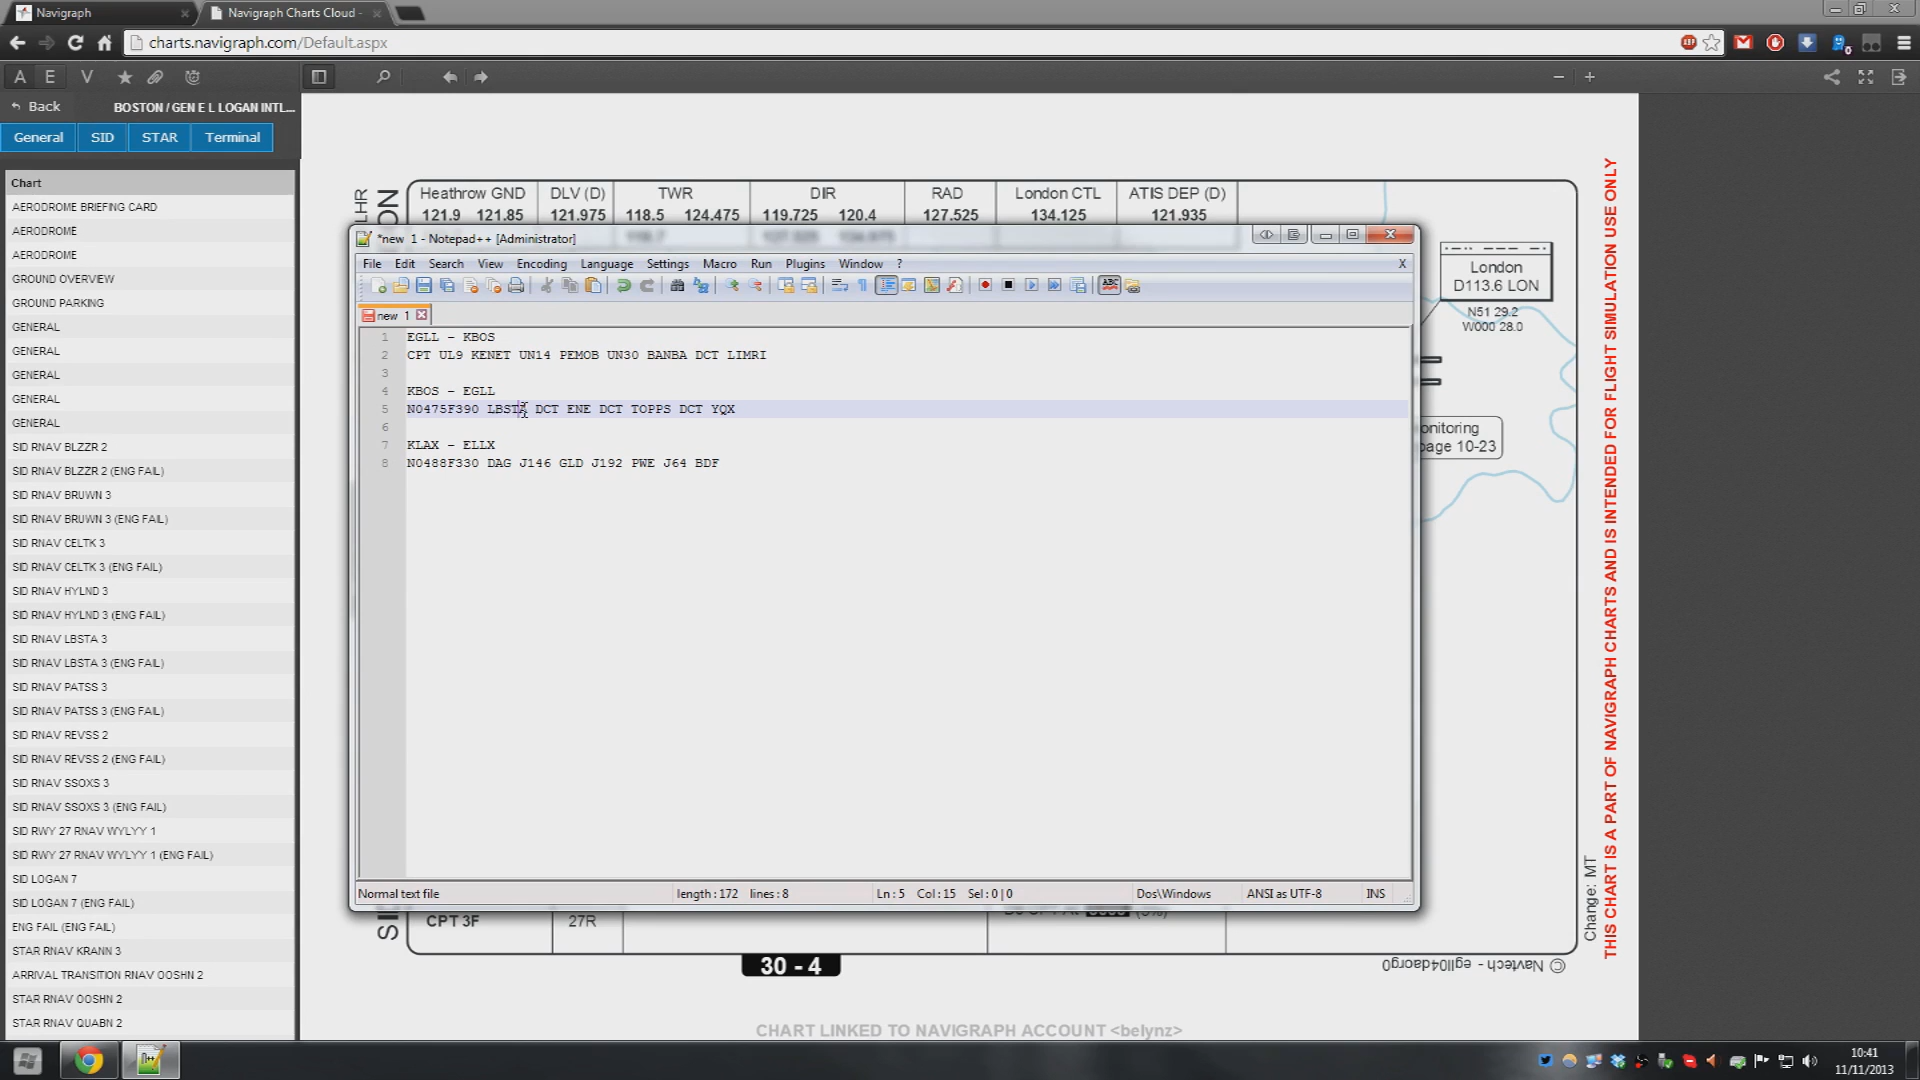 Navigraph
Navigraph Charts Cloud -
charts.navigraph.com/Default.aspx
A E V
Back
BOSTON / GEN E L LOGAN INTL...
General SID STAR Terminal
Chart
AERODROME BRIEFING CARD
AERODROME
AERODROME
GROUND OVERVIEW
GROUND PARKING
GENERAL
GENERAL
GENERAL
GENERAL
GENERAL
SID RNAV BLZZR 2
SID RNAV BLZZR 2 (ENG FAIL)
SID RNAV BRUWN 3
SID RNAV BRUWN 3 (ENG FAIL)
SID RNAV CELTK 3
SID RNAV CELTK 3 (ENG FAIL)
SID RNAV HYLND 3
SID RNAV HYLND 3 (ENG FAIL)
SID RNAV LBSTA 3
SID RNAV LBSTA 3 (ENG FAIL)
SID RNAV PATSS 3
SID RNAV PATSS 3 (ENG FAIL)
SID RNAV REVSS 2
SID RNAV REVSS 2 (ENG FAIL)
SID RNAV SSOXS 3
SID RNAV SSOXS 3 (ENG FAIL)
SID RWY 27 RNAV WYLYY 1
SID RWY 27 RNAV WYLYY 1 (ENG FAIL)
SID LOGAN 7
SID LOGAN 7 (ENG FAIL)
ENG FAIL (ENG FAIL)
STAR RNAV KRANN 3
ARRIVAL TRANSITION RNAV OOSHN 2
STAR RNAV OOSHN 2
STAR RNAV QUABN 2
LHR
Heathrow GND DLV (D) TWR DIR RAD London CTL ATIS DEP (D)
121.9 121.85 121.975 118.5 124.475 119.725 120.4 127.525 134.125 121.935
*new 1 - Notepad++ [Administrator]
File Edit Search View Encoding Language Settings Macro Run Plugins Window ? X
ABC
new 1
1 EGLL - KBOS
2 CPT UL9 KENET UN14 PEMOB UN30 BANBA DCT LIMRI
3
4 KBOS - EGLL
5 N0475F390 LBSTA DCT ENE DCT TOPPS DCT YQX
6
7 KLAX - ELLX
8 N0488F330 DAG J146 GLD J192 PWE J64 BDF
Normal text file length : 172 lines : 8 Ln : 5 Col : 15 Sel : 0 | 0 Dos\Windows ANSI as UTF-8 INS
London
D113.6 LON
N51 29.2
W000 28.0
onitoring
page 10-23
CPT 3F 27R
30 - 4
© Navtech - egll04daorg0
Change: MT
THIS CHART IS A PART OF NAVIGRAPH CHARTS AND IS INTENDED FOR FLIGHT SIMULATION USE ONLY
CHART LINKED TO NAVIGRAPH ACCOUNT <belynz>
10:41
11/11/2013